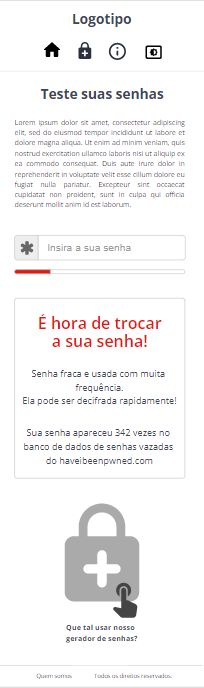 Logotipo
Teste suas senhas
Lorem ipsum dolor sit amet, consectetur adipiscing
elit, sed do eiusmod tempor incididunt ut labore et
dolore magna aliqua. Ut enim ad minim veniam, quis
nostrud exercitation ullamco laboris nisi ut aliquip ex
ea commodo consequat. Duis aute irure dolor in
reprehenderit in voluptate velit esse cillum dolore eu
fugiat nulla pariatur. Excepteur sint occaecat
cupidatat non proident, sunt in culpa qui officia
deserunt mollit anim id est laborum.
Insira a sua senha
É hora de trocar
a sua senha!
Senha fraca e usada com muita
frequência.
Ela pode ser decifrada rapidamente!
Sua senha apareceu 342 vezes no
banco de dados de senhas vazadas
do haveibeenpwned.com
Que tal usar nosso
gerador de senhas?
Quem somos Todos os direitos reservados.